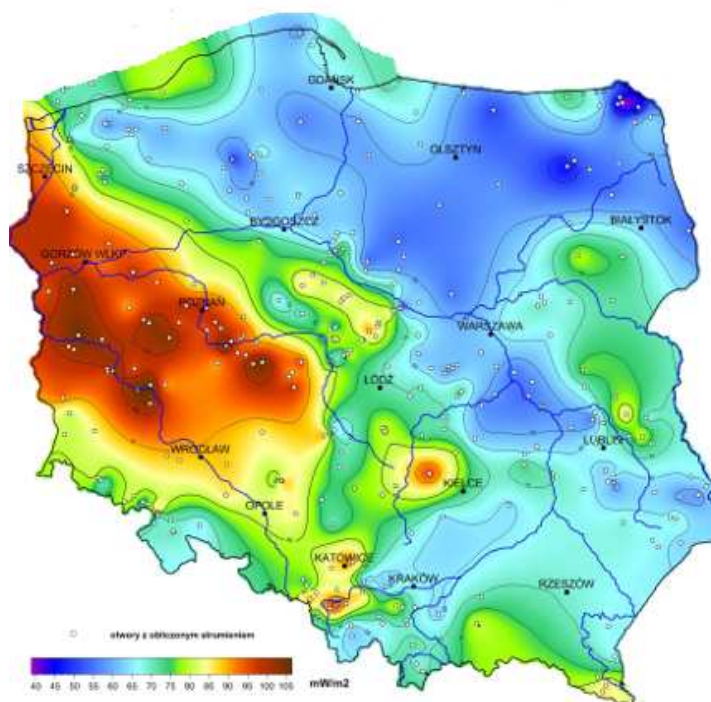 GDAŃSK
OLSZTYN
SZCZECIN
BYDGOSZCZ
BIAŁYSTOK
GORZÓW WLKP
POZNAŃ
WARSZAWA
ŁÓDŹ
LUBLIN
WROCŁAW
KIELCE
OPOLE
KATOWICE
KRAKÓW
RZESZÓW
otwory z obliczonym strumieniem
40 45 50 55 60 65 70 75 80 85 90 95 100 105 mW/m2